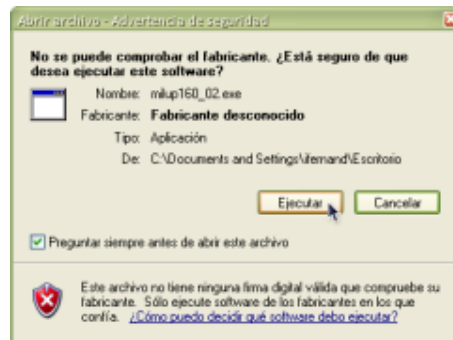 Abrir archivo - Advertencia de seguridad
No se puede comprobar el fabricante. ¿Está seguro de que
desea ejecutar este software?
Nombre: milup160_02.exe
Fabricante: Fabricante desconocido
Tipo: Aplicación
De: C:\Documents and Settings\ifernand\Escritorio
Ejecutar
Cancelar
Preguntar siempre antes de abrir este archivo
Este archivo no tiene ninguna firma digital válida que compruebe su
fabricante. Sólo ejecute software de los fabricantes en los que
confía. ¿Cómo puedo decidir qué software debo ejecutar?